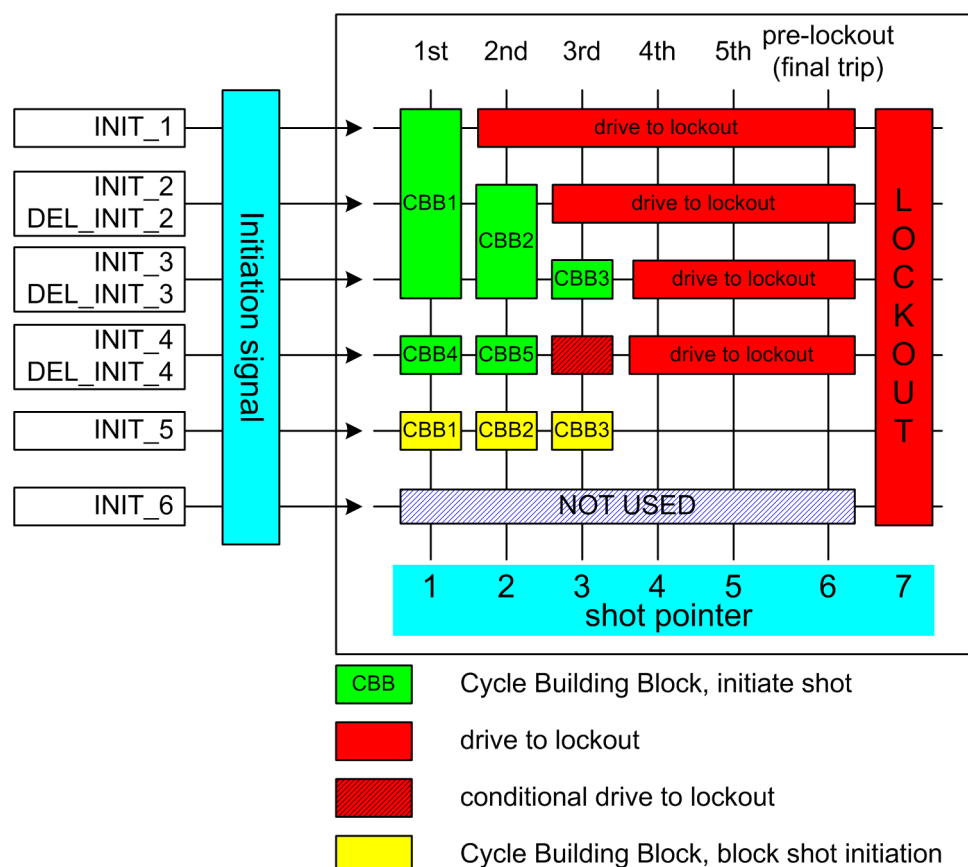 1st 2nd 3rd 4th 5th pre-lockout
(final trip)
INIT_1
drive to lockout
INIT_2
DEL_INIT_2
CBB1
CBB2
drive to lockout
INIT_3
DEL_INIT_3
CBB3
drive to lockout
INIT_4
DEL_INIT_4
CBB4
CBB5
drive to lockout
INIT_5
CBB1
CBB2
CBB3
INIT_6
NOT USED
Initiation signal
LOCKOUT
1 2 3 4 5 6 7
shot pointer
CBB Cycle Building Block, initiate shot
drive to lockout
conditional drive to lockout
Cycle Building Block, block shot initiation